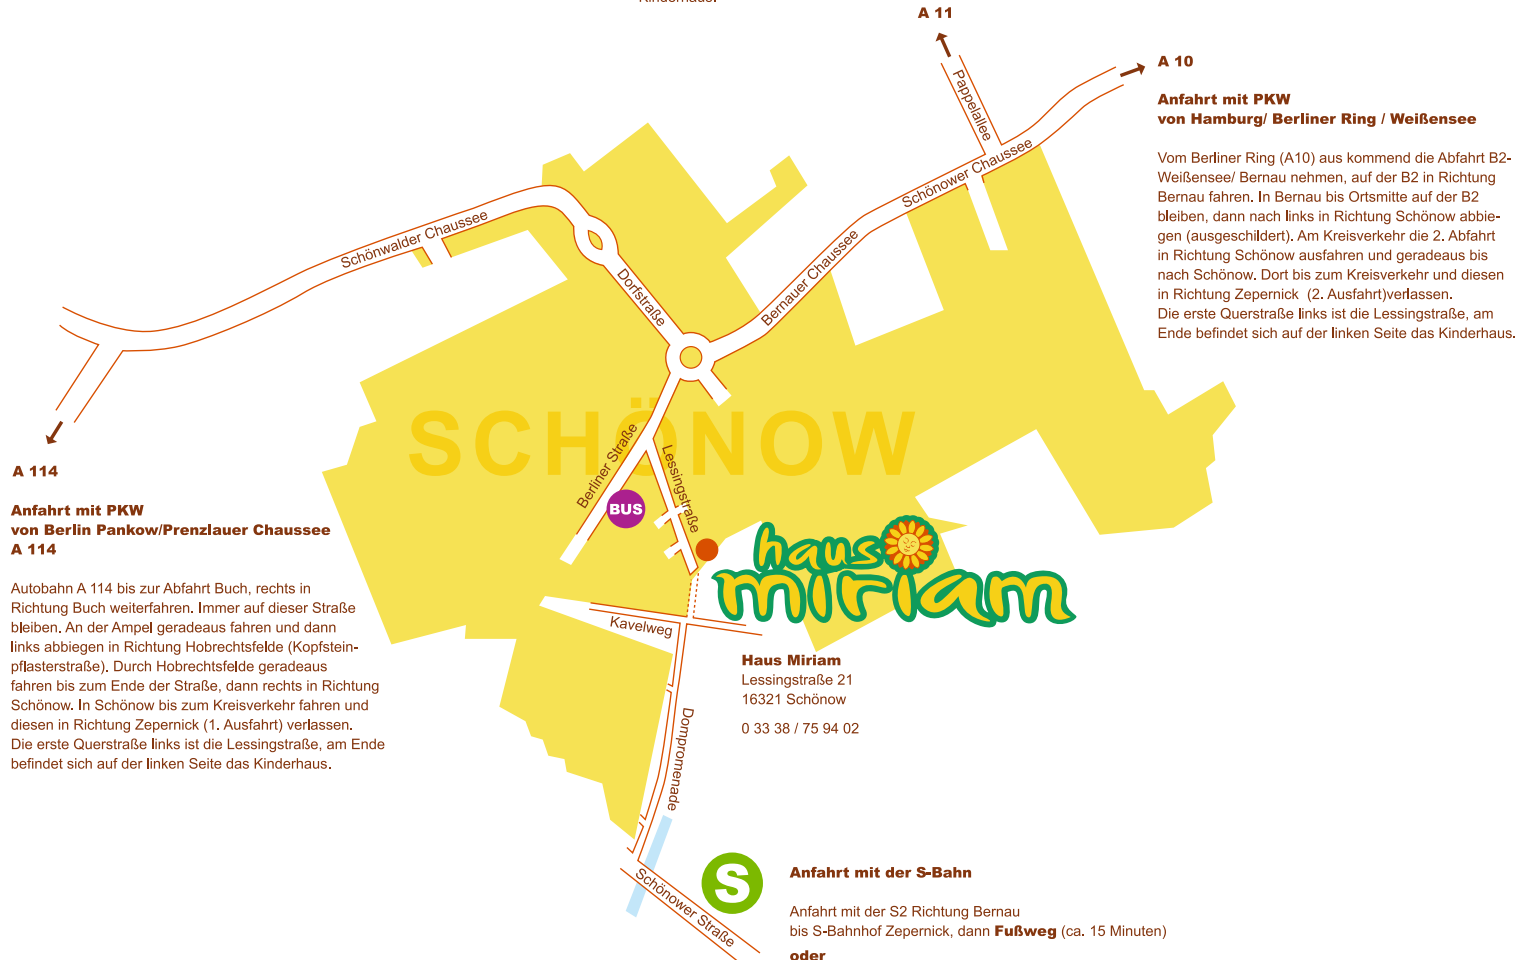 Kinderhaus.
A 11
A 10
Anfahrt mit PKW
von Hamburg/ Berliner Ring / Weißensee
Vom Berliner Ring (A10) aus kommend die Abfahrt B2-
Weißensee/ Bernau nehmen, auf der B2 in Richtung
Bernau fahren. In Bernau bis Ortsmitte auf der B2
bleiben, dann nach links in Richtung Schönow abbie-
gen (ausgeschildert). Am Kreisverkehr die 2. Abfahrt
in Richtung Schönow ausfahren und geradeaus bis
nach Schönow. Dort bis zum Kreisverkehr und diesen
in Richtung Zepernick (2. Ausfahrt)verlassen.
Die erste Querstraße links ist die Lessingstraße, am
Ende befindet sich auf der linken Seite das Kinderhaus.
Pappelallee
Schönower Chaussee
Schönwalder Chaussee
Dorfstraße
Bernauer Chaussee
SCHÖNOW
Berliner Straße
Lessingstraße
BUS
haus
miriam
A 114
Anfahrt mit PKW
von Berlin Pankow/Prenzlauer Chaussee
A 114
Autobahn A 114 bis zur Abfahrt Buch, rechts in
Richtung Buch weiterfahren. Immer auf dieser Straße
bleiben. An der Ampel geradeaus fahren und dann
links abbiegen in Richtung Hobrechtsfelde (Kopfstein-
pflasterstraße). Durch Hobrechtsfelde geradeaus
fahren bis zum Ende der Straße, dann rechts in Richtung
Schönow. In Schönow bis zum Kreisverkehr fahren und
diesen in Richtung Zepernick (1. Ausfahrt) verlassen.
Die erste Querstraße links ist die Lessingstraße, am Ende
befindet sich auf der linken Seite das Kinderhaus.
Kavelweg
Haus Miriam
Lessingstraße 21
16321 Schönow
0 33 38 / 75 94 02
Dompromenade
Schönower Straße
S
Anfahrt mit der S-Bahn
Anfahrt mit der S2 Richtung Bernau
bis S-Bahnhof Zepernick, dann Fußweg (ca. 15 Minuten)
oder